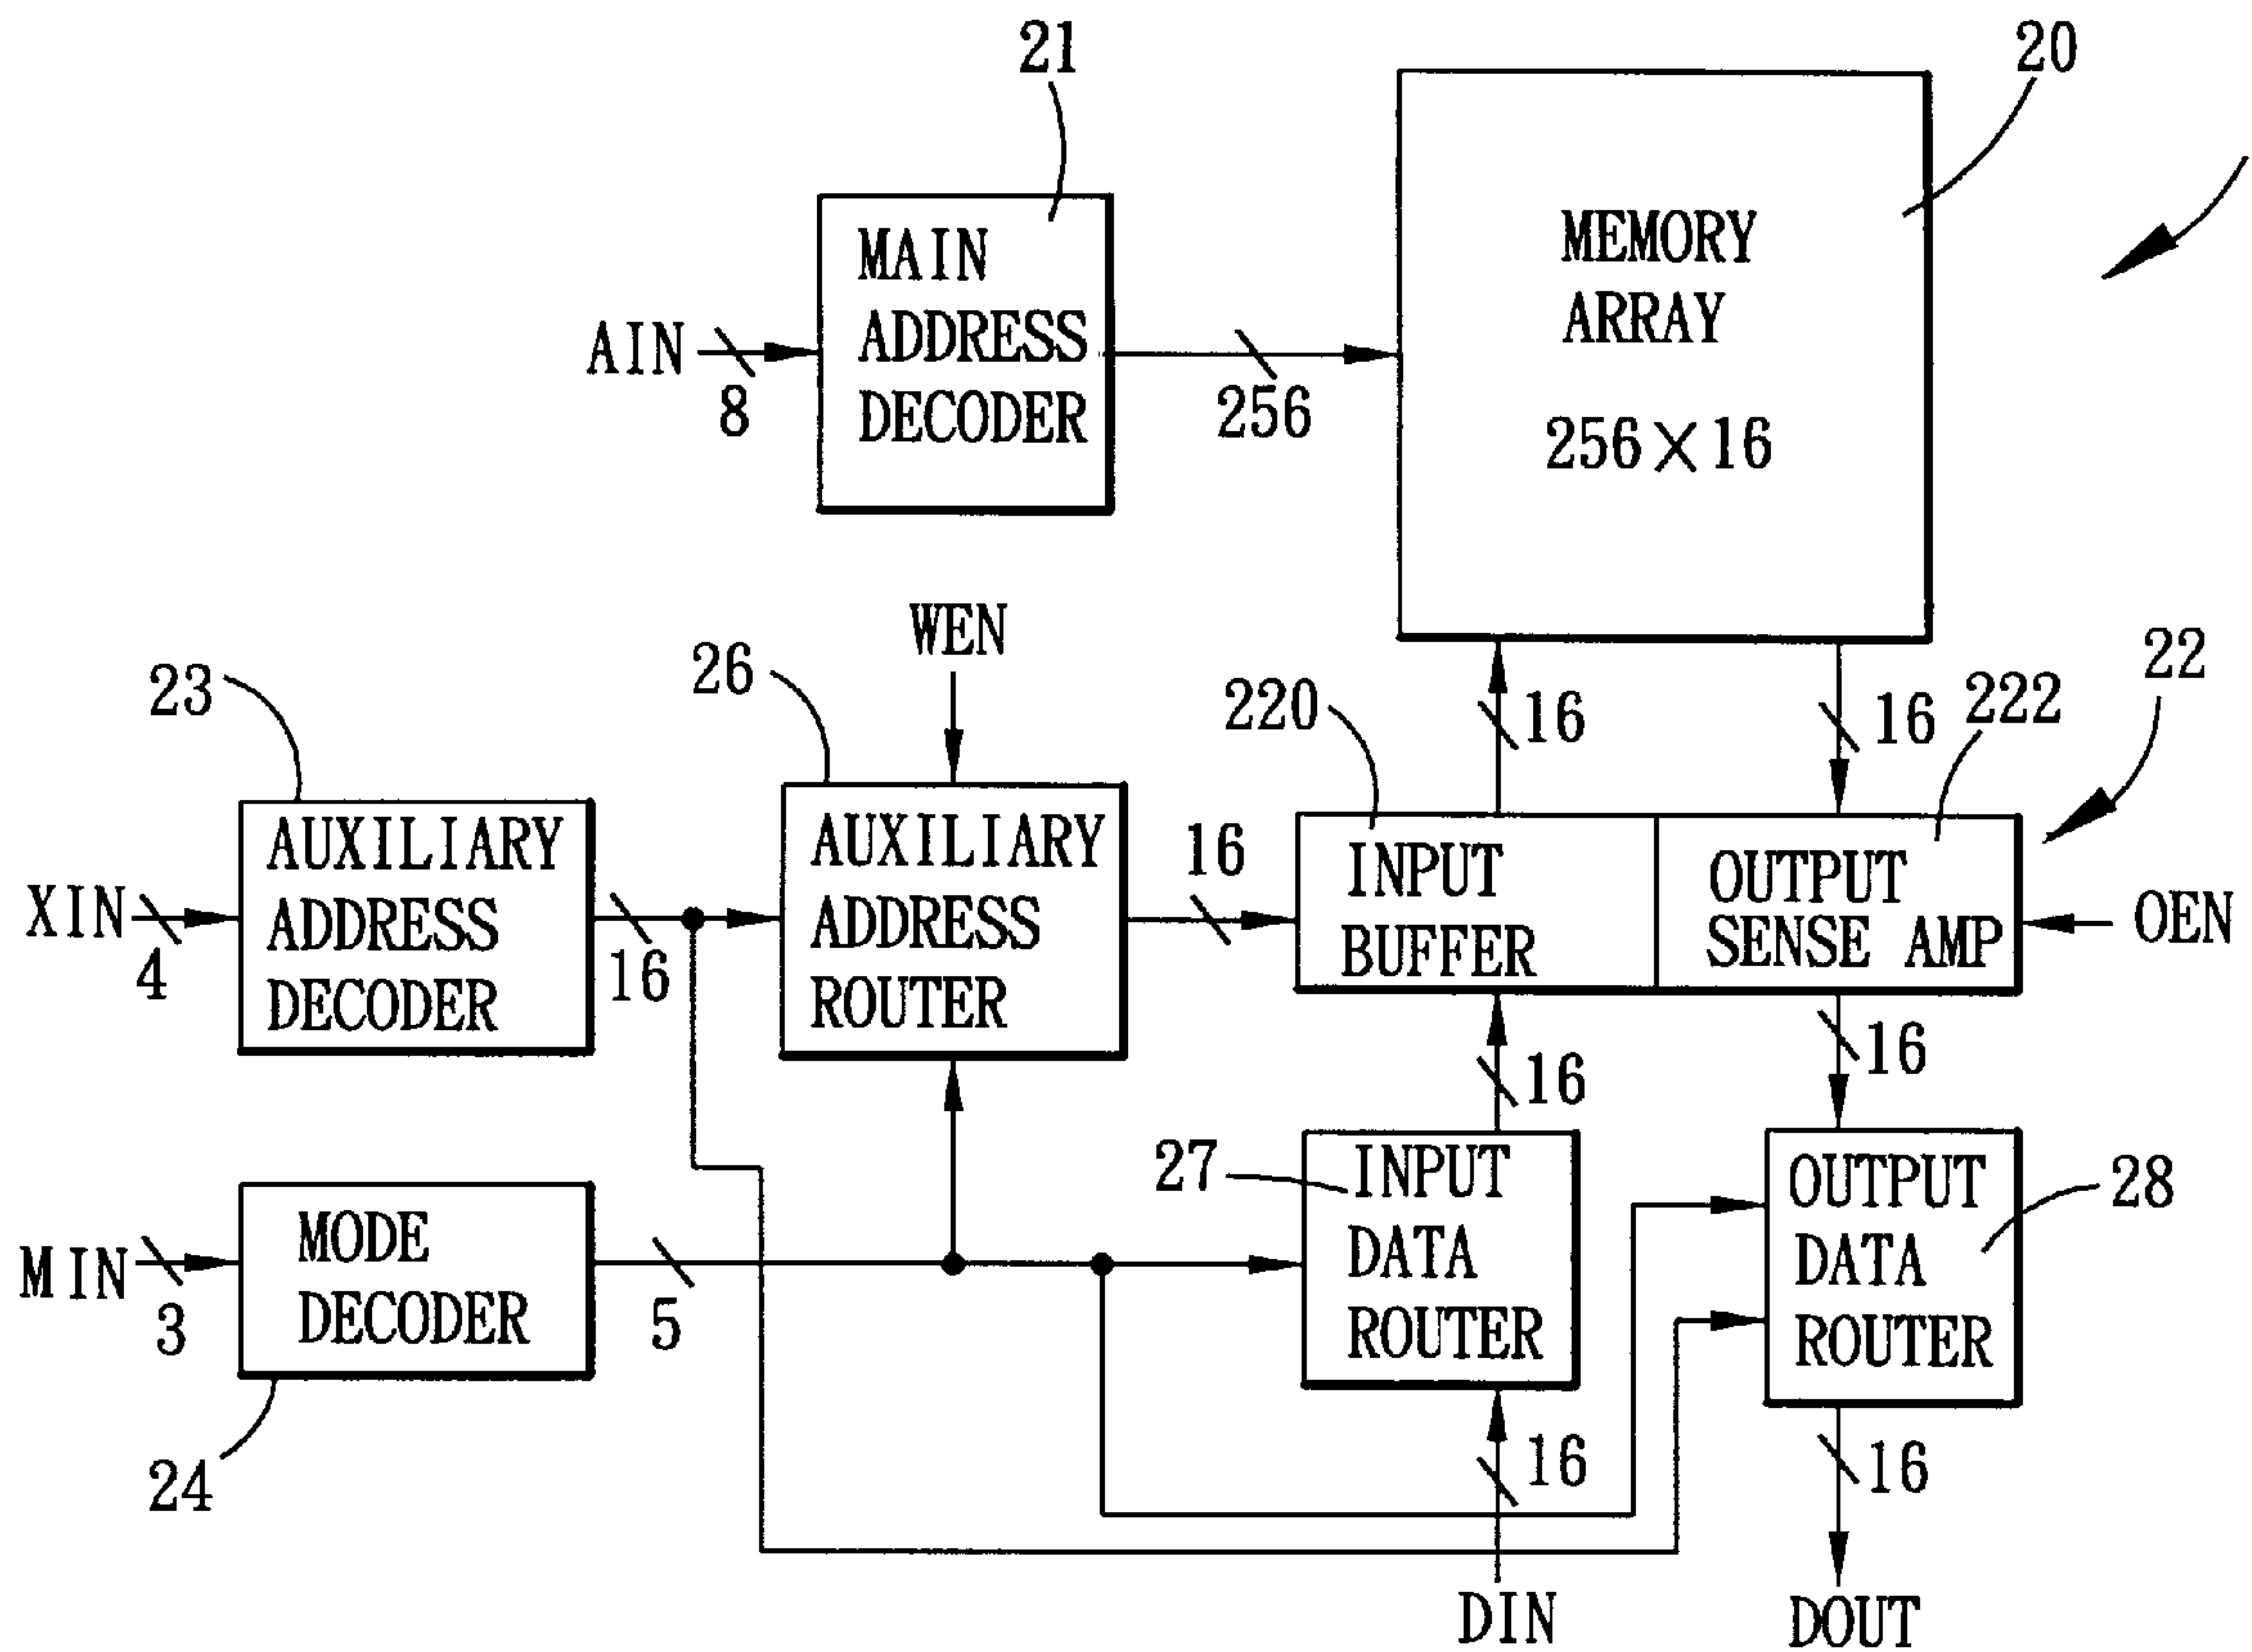 21
20
MAIN
ADDRESS
DECODER
AIN
8
256
MEMORY
ARRAY
256×16
WEN
23
26
220
16
16
222
22
XIN
4
AUXILIARY
ADDRESS
DECODER
16
AUXILIARY
ADDRESS
ROUTER
16
INPUT
BUFFER
OUTPUT
SENSE AMP
OEN
16
16
MIN
3
MODE
DECODER
5
24
27
INPUT
DATA
ROUTER
OUTPUT
DATA
ROUTER
28
16
16
DIN
DOUT